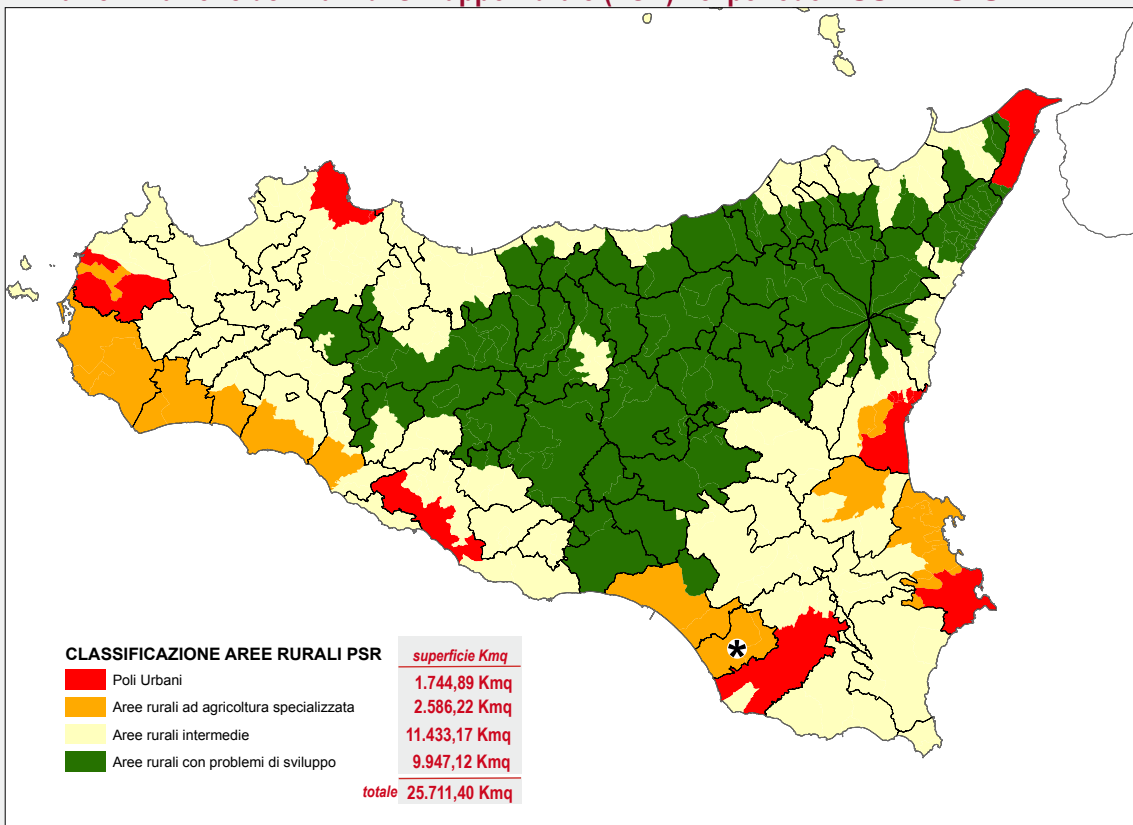 CLASSIFICAZIONE AREE RURALI PSR
superficie Kmq
Poli Urbani
1.744,89 Kmq
Aree rurali ad agricoltura specializzata
2.586,22 Kmq
Aree rurali intermedie
11.433,17 Kmq
Aree rurali con problemi di sviluppo
9.947,12 Kmq
totale 25.711,40 Kmq
*